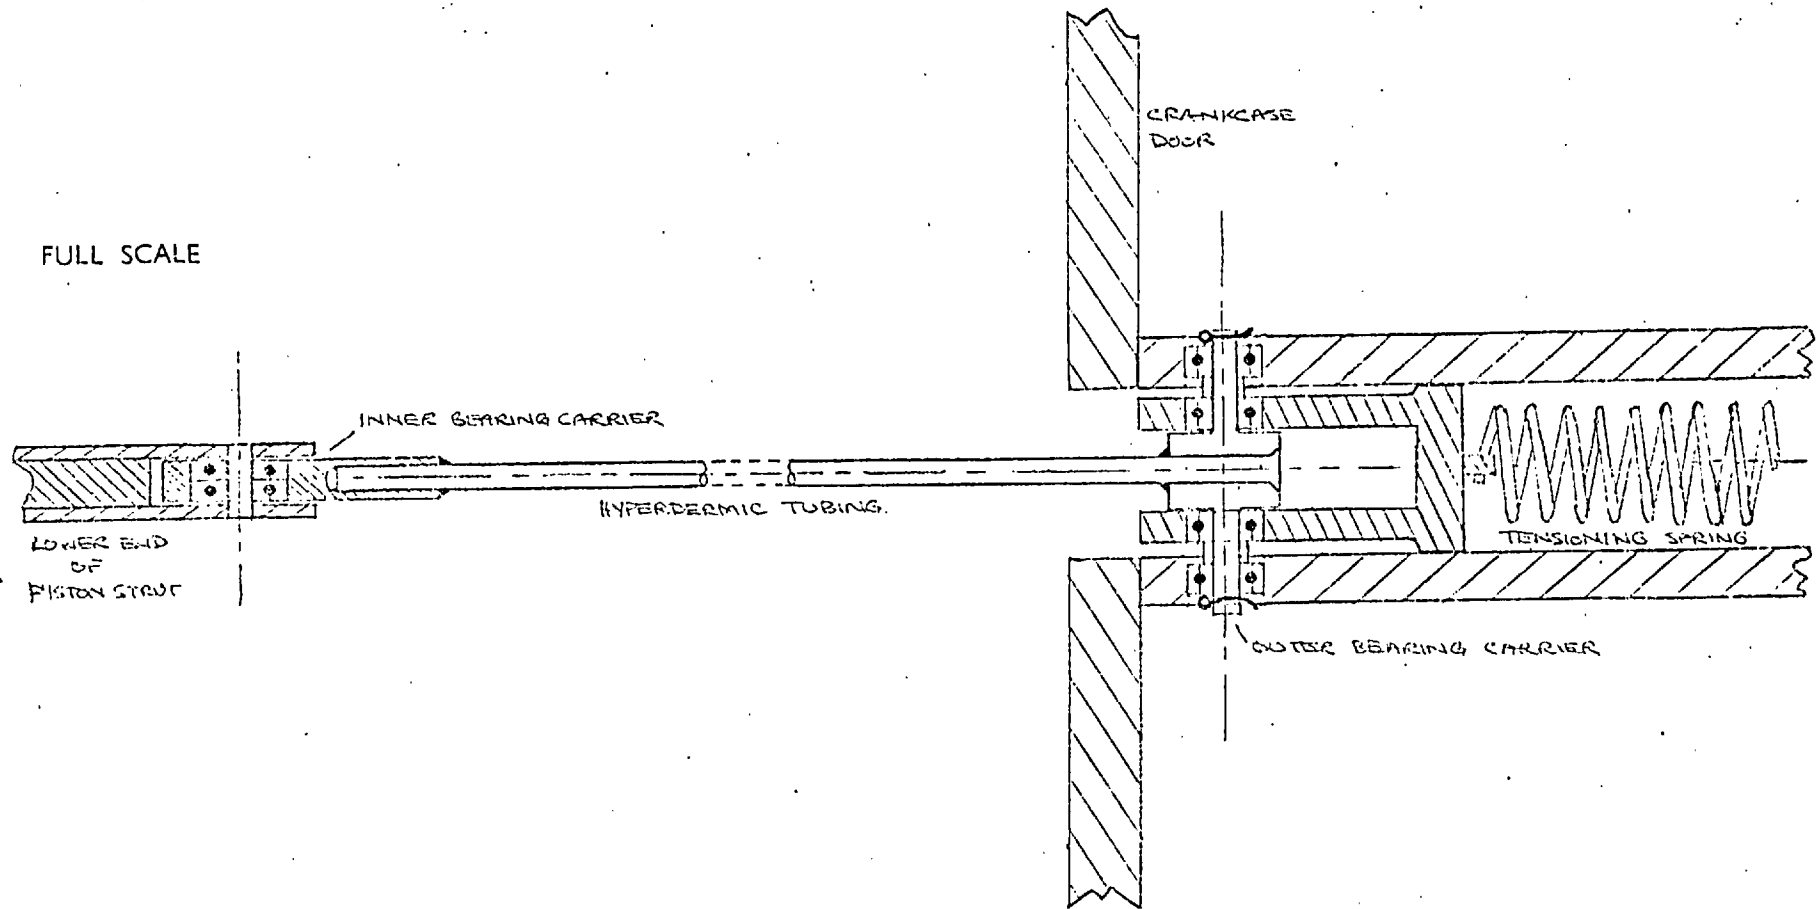 CRANKCASE
DOOR
FULL SCALE
INNER BEARING CARRIER
HYPERDERMIC TUBING.
LOWER END
OF
PISTON STRUT
TENSIONING SPRING
OUTER BEARING CARRIER